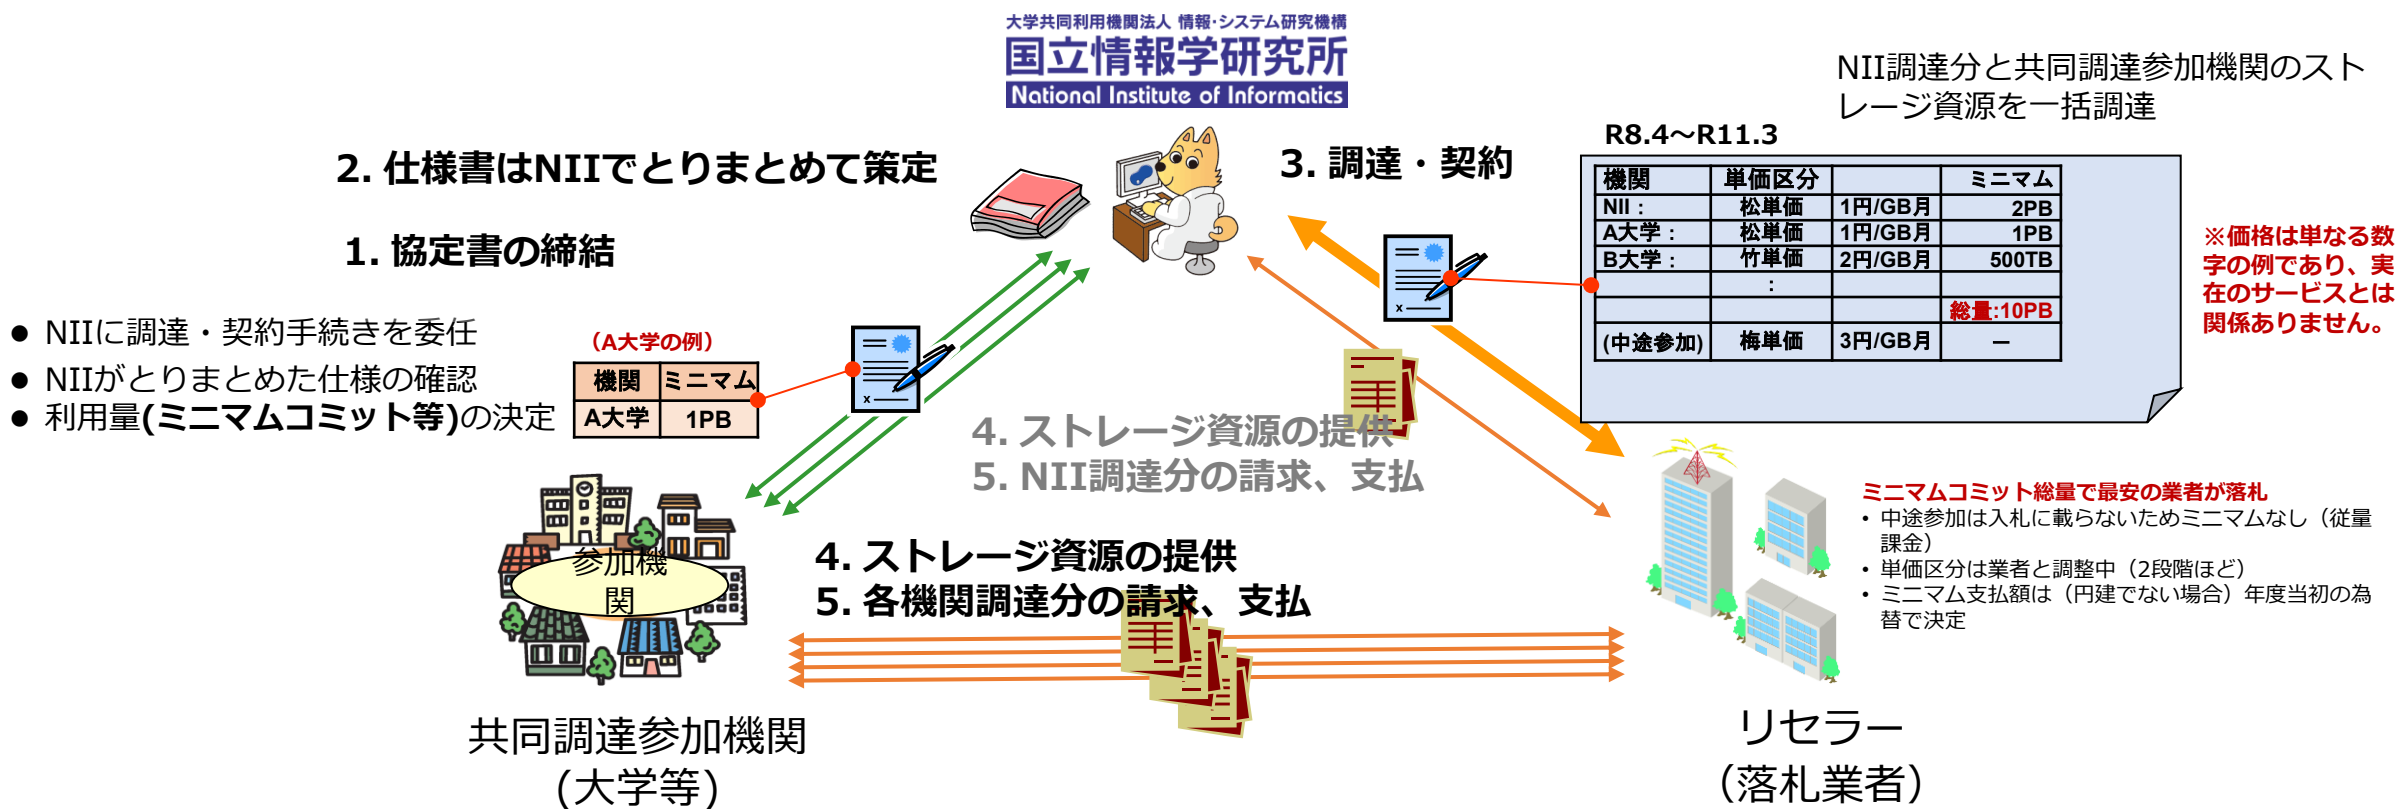 大学共同利用機関法人 情報・システム研究機構
国立情報学研究所
National Institute of Informatics
NII調達分と共同調達参加機関のスト
レージ資源を一括調達
R8.4～R11.3
2. 仕様書はNIIでとりまとめて策定
3. 調達・契約
機関 単価区分 ミニマム
NII： 松単価 1円/GB月 2PB
A大学： 松単価 1円/GB月 1PB
B大学： 竹単価 2円/GB月 500TB
：
総量:10PB
(中途参加) 梅単価 3円/GB月 －
※価格は単なる数
字の例であり、実
在のサービスとは
関係ありません。
1. 協定書の締結
● NIIに調達・契約手続きを委任
● NIIがとりまとめた仕様の確認
● 利用量(ミニマムコミット等)の決定
（A大学の例）
機関 ミニマム
A大学 1PB
x
x
4. ストレージ資源の提供
5. NII調達分の請求、支払
ミニマムコミット総量で最安の業者が落札
• 中途参加は入札に載らないためミニマムなし（従量
課金）
• 単価区分は業者と調整中（2段階ほど）
• ミニマム支払額は（円建でない場合）年度当初の為
替で決定
4. ストレージ資源の提供
5. 各機関調達分の請求、支払
参加機
関
共同調達参加機関
(大学等)
リセラー
（落札業者）